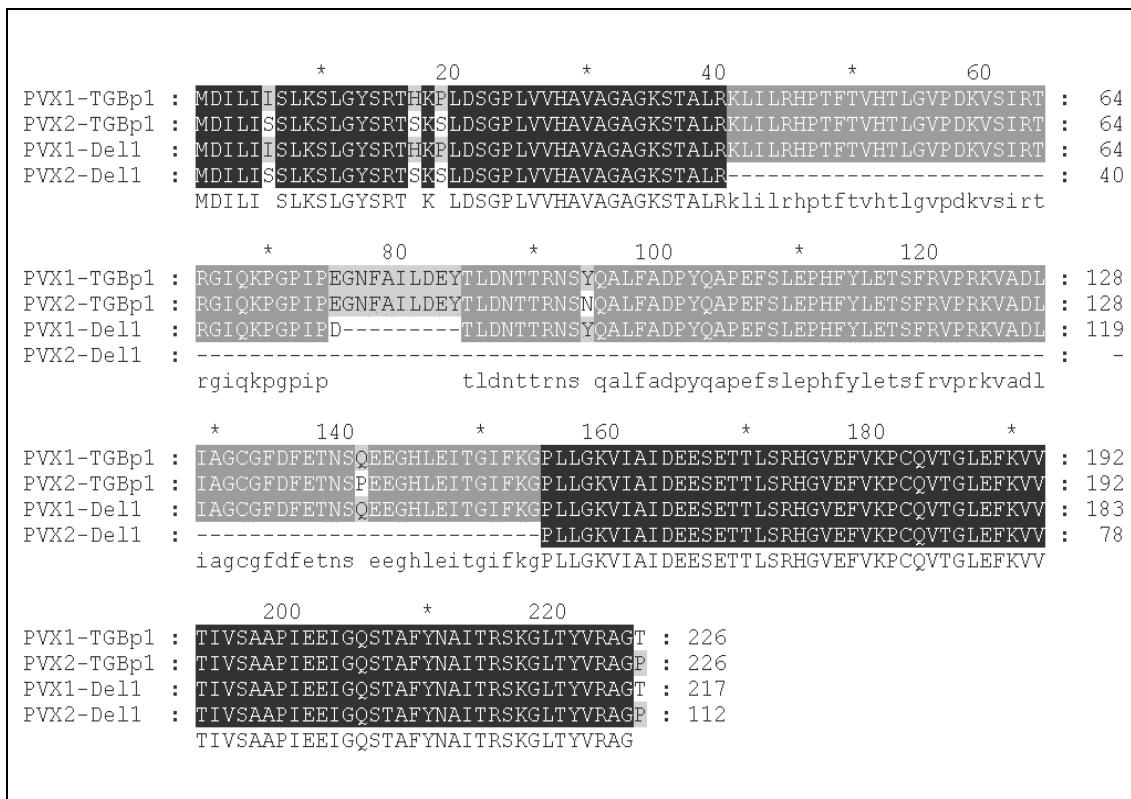 * 20 * 40 * 60
PVX1-TGBp1 : MDILIISLKSLGYSRTHKPLDSGPLVVHAVAGAGKSTALRKLILRHPTFTVHTLGVPDKVSIRT : 64
PVX2-TGBp1 : MDILISSLKSLGYSRTSKSLDSGPLVVHAVAGAGKSTALRKLILRHPTFTVHTLGVPDKVSIRT : 64
PVX1-Del1 : MDILIISLKSLGYSRTHKPLDSGPLVVHAVAGAGKSTALRKLILRHPTFTVHTLGVPDKVSIRT : 64
PVX2-Del1 : MDILISSLKSLGYSRTSKSLDSGPLVVHAVAGAGKSTALR------------------------ : 40
MDILI SLKSLGYSRT K LDSGPLVVHAVAGAGKSTALRklilrhptftvhtlgvpdkvsirt
* 80 * 100 * 120
PVX1-TGBp1 : RGIQKPGPIPEGNFAILDEYTLDNTTRNSYQALFADPYQAPEFSLEPHFYLETSFRVPRKVADL : 128
PVX2-TGBp1 : RGIQKPGPIPEGNFAILDEYTLDNTTRNSNQALFADPYQAPEFSLEPHFYLETSFRVPRKVADL : 128
PVX1-Del1 : RGIQKPGPIPD---------TLDNTTRNSYQALFADPYQAPEFSLEPHFYLETSFRVPRKVADL : 119
PVX2-Del1 : ---------------------------------------------------------------- : -
rgiqkpgpip tldnttrns qalfadpyqapefslephfyletsfrvprkvadl
* 140 * 160 * 180 *
PVX1-TGBp1 : IAGCGFDFETNSQEEGHLEITGIFKGPLLGKVIAIDEESETTLSRHGVEFVKPCQVTGLEFKVV : 192
PVX2-TGBp1 : IAGCGFDFETNSPEEGHLEITGIFKGPLLGKVIAIDEESETTLSRHGVEFVKPCQVTGLEFKVV : 192
PVX1-Del1 : IAGCGFDFETNSQEEGHLEITGIFKGPLLGKVIAIDEESETTLSRHGVEFVKPCQVTGLEFKVV : 183
PVX2-Del1 : --------------------------PLLGKVIAIDEESETTLSRHGVEFVKPCQVTGLEFKVV : 78
iagcgfdfetns eeghleitgifkgPLLGKVIAIDEESETTLSRHGVEFVKPCQVTGLEFKVV
200 * 220
PVX1-TGBp1 : TIVSAAPIEEIGQSTAFYNAITRSKGLTYVRAGT : 226
PVX2-TGBp1 : TIVSAAPIEEIGQSTAFYNAITRSKGLTYVRAGP : 226
PVX1-Del1 : TIVSAAPIEEIGQSTAFYNAITRSKGLTYVRAGT : 217
PVX2-Del1 : TIVSAAPIEEIGQSTAFYNAITRSKGLTYVRAGP : 112
TIVSAAPIEEIGQSTAFYNAITRSKGLTYVRAG